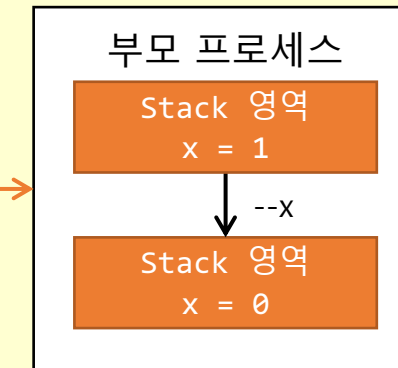 부모 프로세스
Stack 영역
x = 1
--x
Stack 영역
x = 0